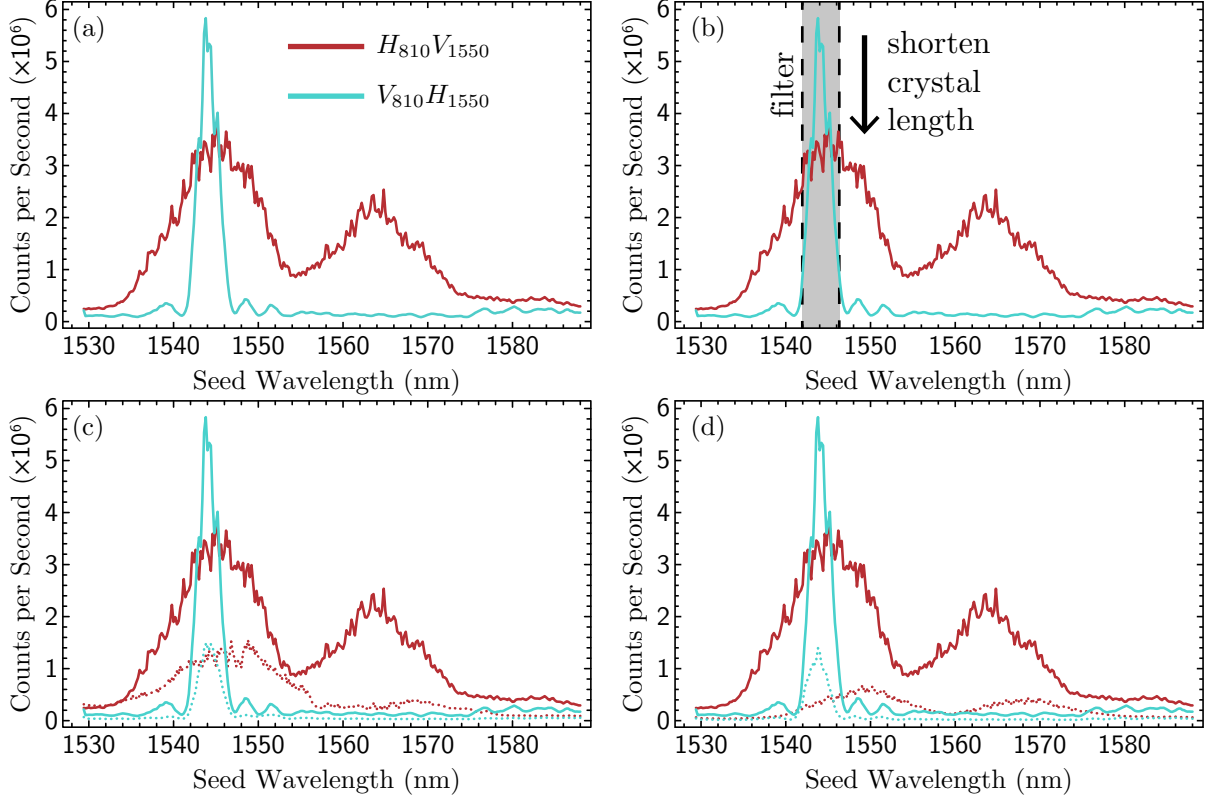 (a)
H810V1550
V810H1550
Counts per Second (×10⁶)
6
5
4
3
2
1
0
1530 1540 1550 1560 1570 1580
Seed Wavelength (nm)
(b)
filter
shorten
crystal
length
Counts per Second (×10⁶)
6
5
4
3
2
1
0
1530 1540 1550 1560 1570 1580
Seed Wavelength (nm)
(c)
Counts per Second (×10⁶)
6
5
4
3
2
1
0
1530 1540 1550 1560 1570 1580
Seed Wavelength (nm)
(d)
Counts per Second (×10⁶)
6
5
4
3
2
1
0
1530 1540 1550 1560 1570 1580
Seed Wavelength (nm)